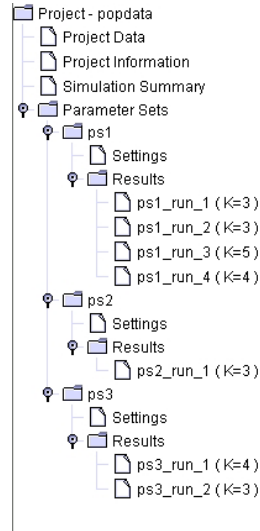 Project - popdata
Project Data
Project Information
Simulation Summary
Parameter Sets
ps1
Settings
Results
ps1_run_1 ( K=3 )
ps1_run_2 ( K=3 )
ps1_run_3 ( K=5 )
ps1_run_4 ( K=4 )
ps2
Settings
Results
ps2_run_1 ( K=3 )
ps3
Settings
Results
ps3_run_1 ( K=4 )
ps3_run_2 ( K=3 )